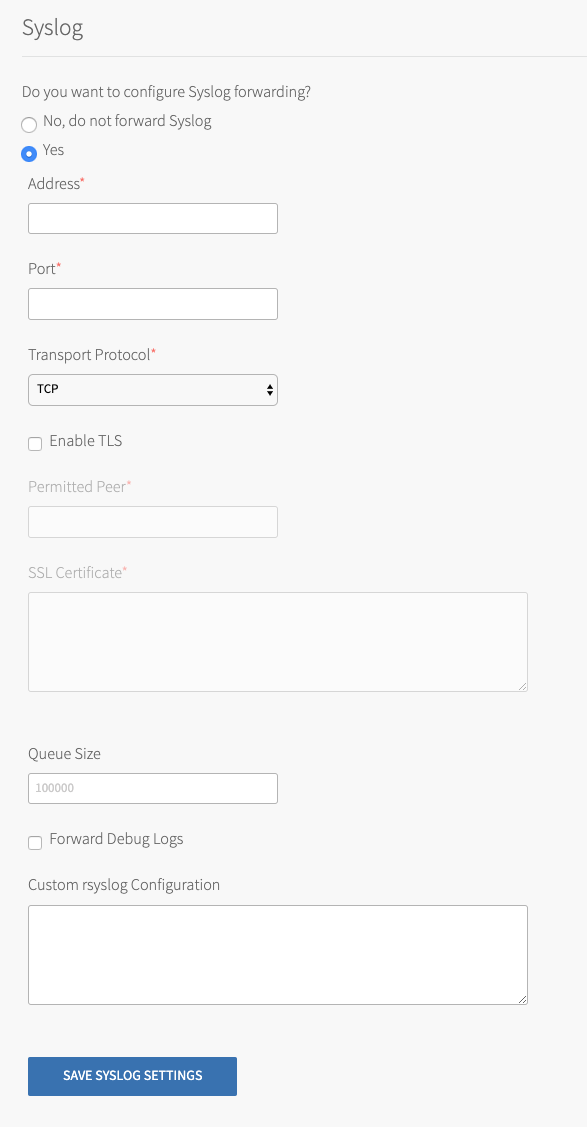 Syslog
Do you want to configure Syslog forwarding?
No, do not forward Syslog
Yes
Address*
Port*
Transport Protocol*
TCP
Enable TLS
Permitted Peer*
SSL Certificate*
Queue Size
100000
Forward Debug Logs
Custom rsyslog Configuration
SAVE SYSLOG SETTINGS